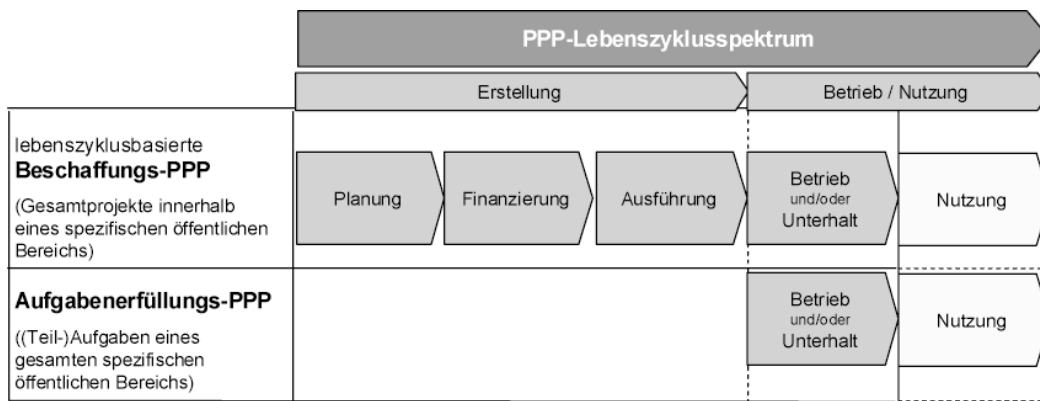 PPP-Lebenszyklusspektrum
Erstellung
Betrieb / Nutzung
lebenszyklusbasierte
Beschaffungs-PPP
(Gesamtprojekte innerhalb
eines spezifischen öffentlichen
Bereichs)
Planung
Finanzierung
Ausführung
Betrieb
und/oder
Unterhalt
Nutzung
Aufgabenerfüllungs-PPP
((Teil-)Aufgaben eines
gesamten spezifischen
öffentlichen Bereichs)
Betrieb
und/oder
Unterhalt
Nutzung